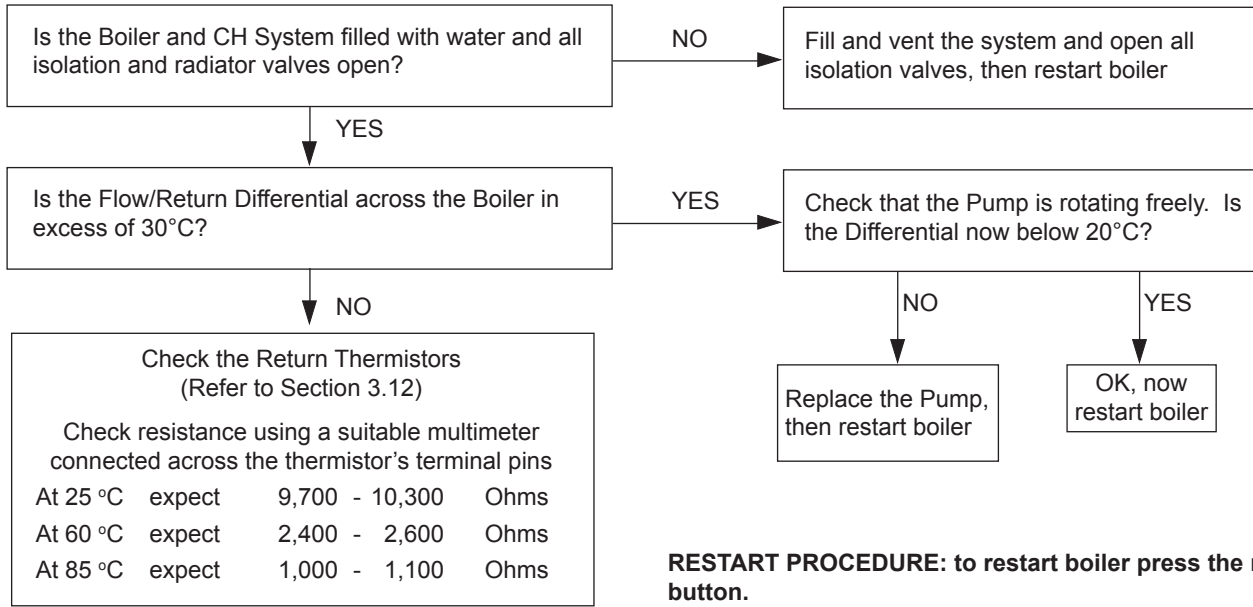 Is the Boiler and CH System filled with water and all
isolation and radiator valves open?
NO
Fill and vent the system and open all
isolation valves, then restart boiler
YES
Is the Flow/Return Differential across the Boiler in
excess of 30°C?
YES
Check that the Pump is rotating freely. Is
the Differential now below 20°C?
NO
NO
YES
Check the Return Thermistors
(Refer to Section 3.12)
Check resistance using a suitable multimeter
connected across the thermistor's terminal pins
At 25 °C expect 9,700 - 10,300 Ohms
At 60 °C expect 2,400 - 2,600 Ohms
At 85 °C expect 1,000 - 1,100 Ohms
Replace the Pump,
then restart boiler
OK, now
restart boiler
RESTART PROCEDURE: to restart boiler press the
button.